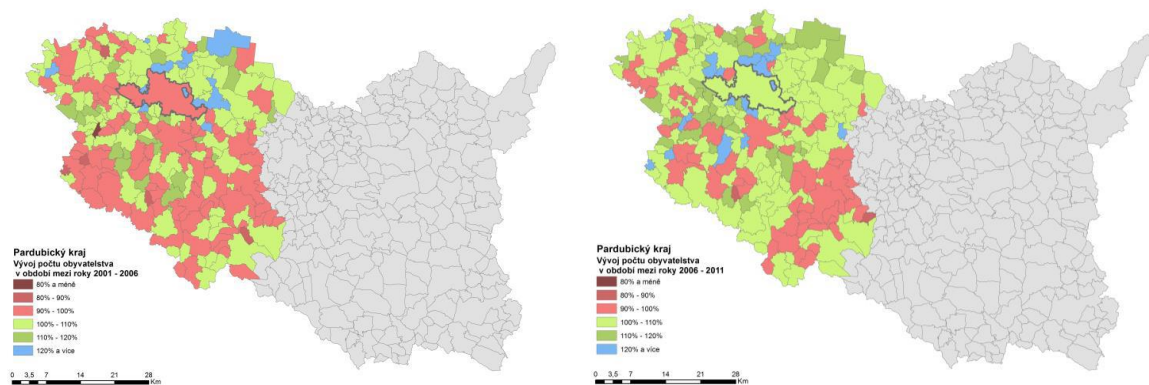 Pardubický kraj
Vývoj počtu obyvatelstva
v období mezi roky 2001 - 2006
80% a méně
80% - 90%
90% - 100%
100% - 110%
110% - 120%
120% a více
0 3,5 7 14 21 28
Km
Pardubický kraj
Vývoj počtu obyvatelstva
v období mezi roky 2006 - 2011
80% a méně
80% - 90%
90% - 100%
100% - 110%
110% - 120%
120% a více
0 3,5 7 14 21 28
Km